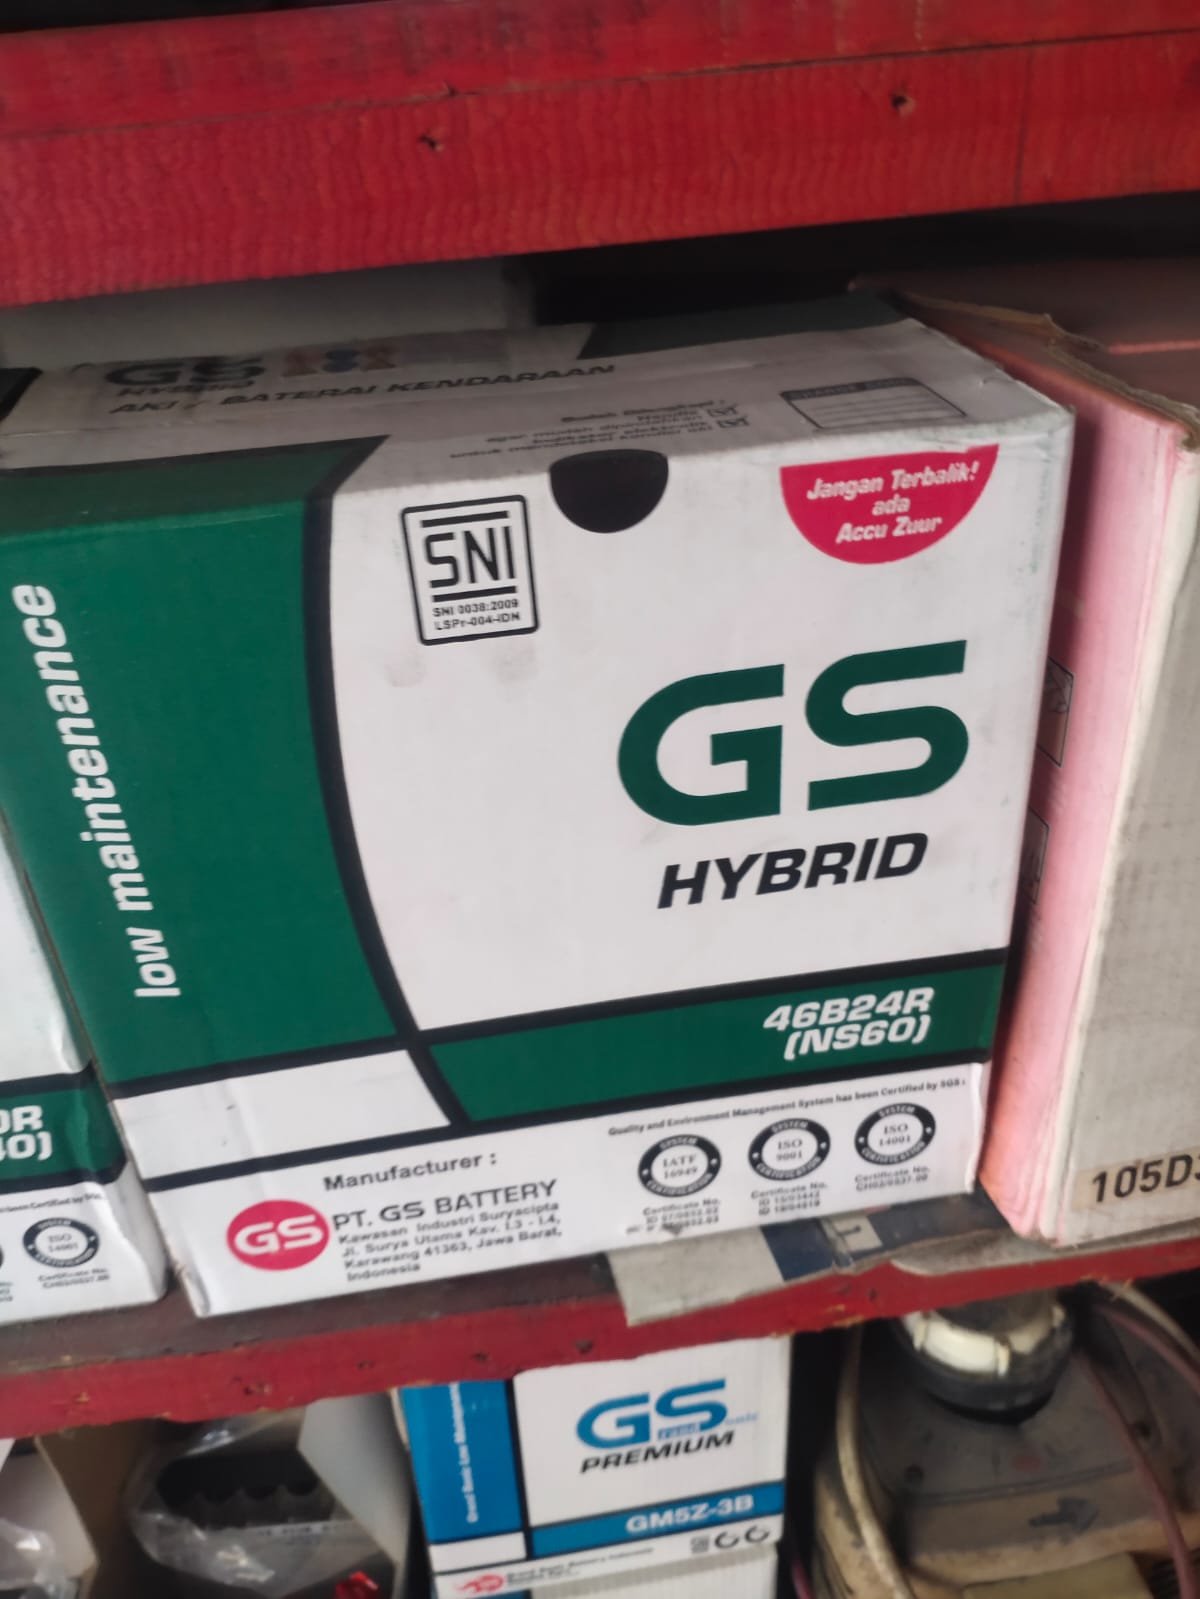 GS
HYBRID
AKI / BATERAI KENDARAAN
Jangan Terbalik!
ada
Accu Zuur
SNI
SNI 0038:2009
LSPr-004-IDN
low maintenance
GS
HYBRID
46B24R
(NS60)
Quality and Environment Management System has been Certified by SGS :
IATF
16949
ISO
9001
ISO
14001
Manufacturer :
GS
PT. GS BATTERY
Kawasan Industri Suryacipta
Jl. Surya Utama Kav. I.3 - I.4,
Karawang 41363, Jawa Barat,
Indonesia
ISO
14001
105D
GS
PREMIUM
GM5Z-3B